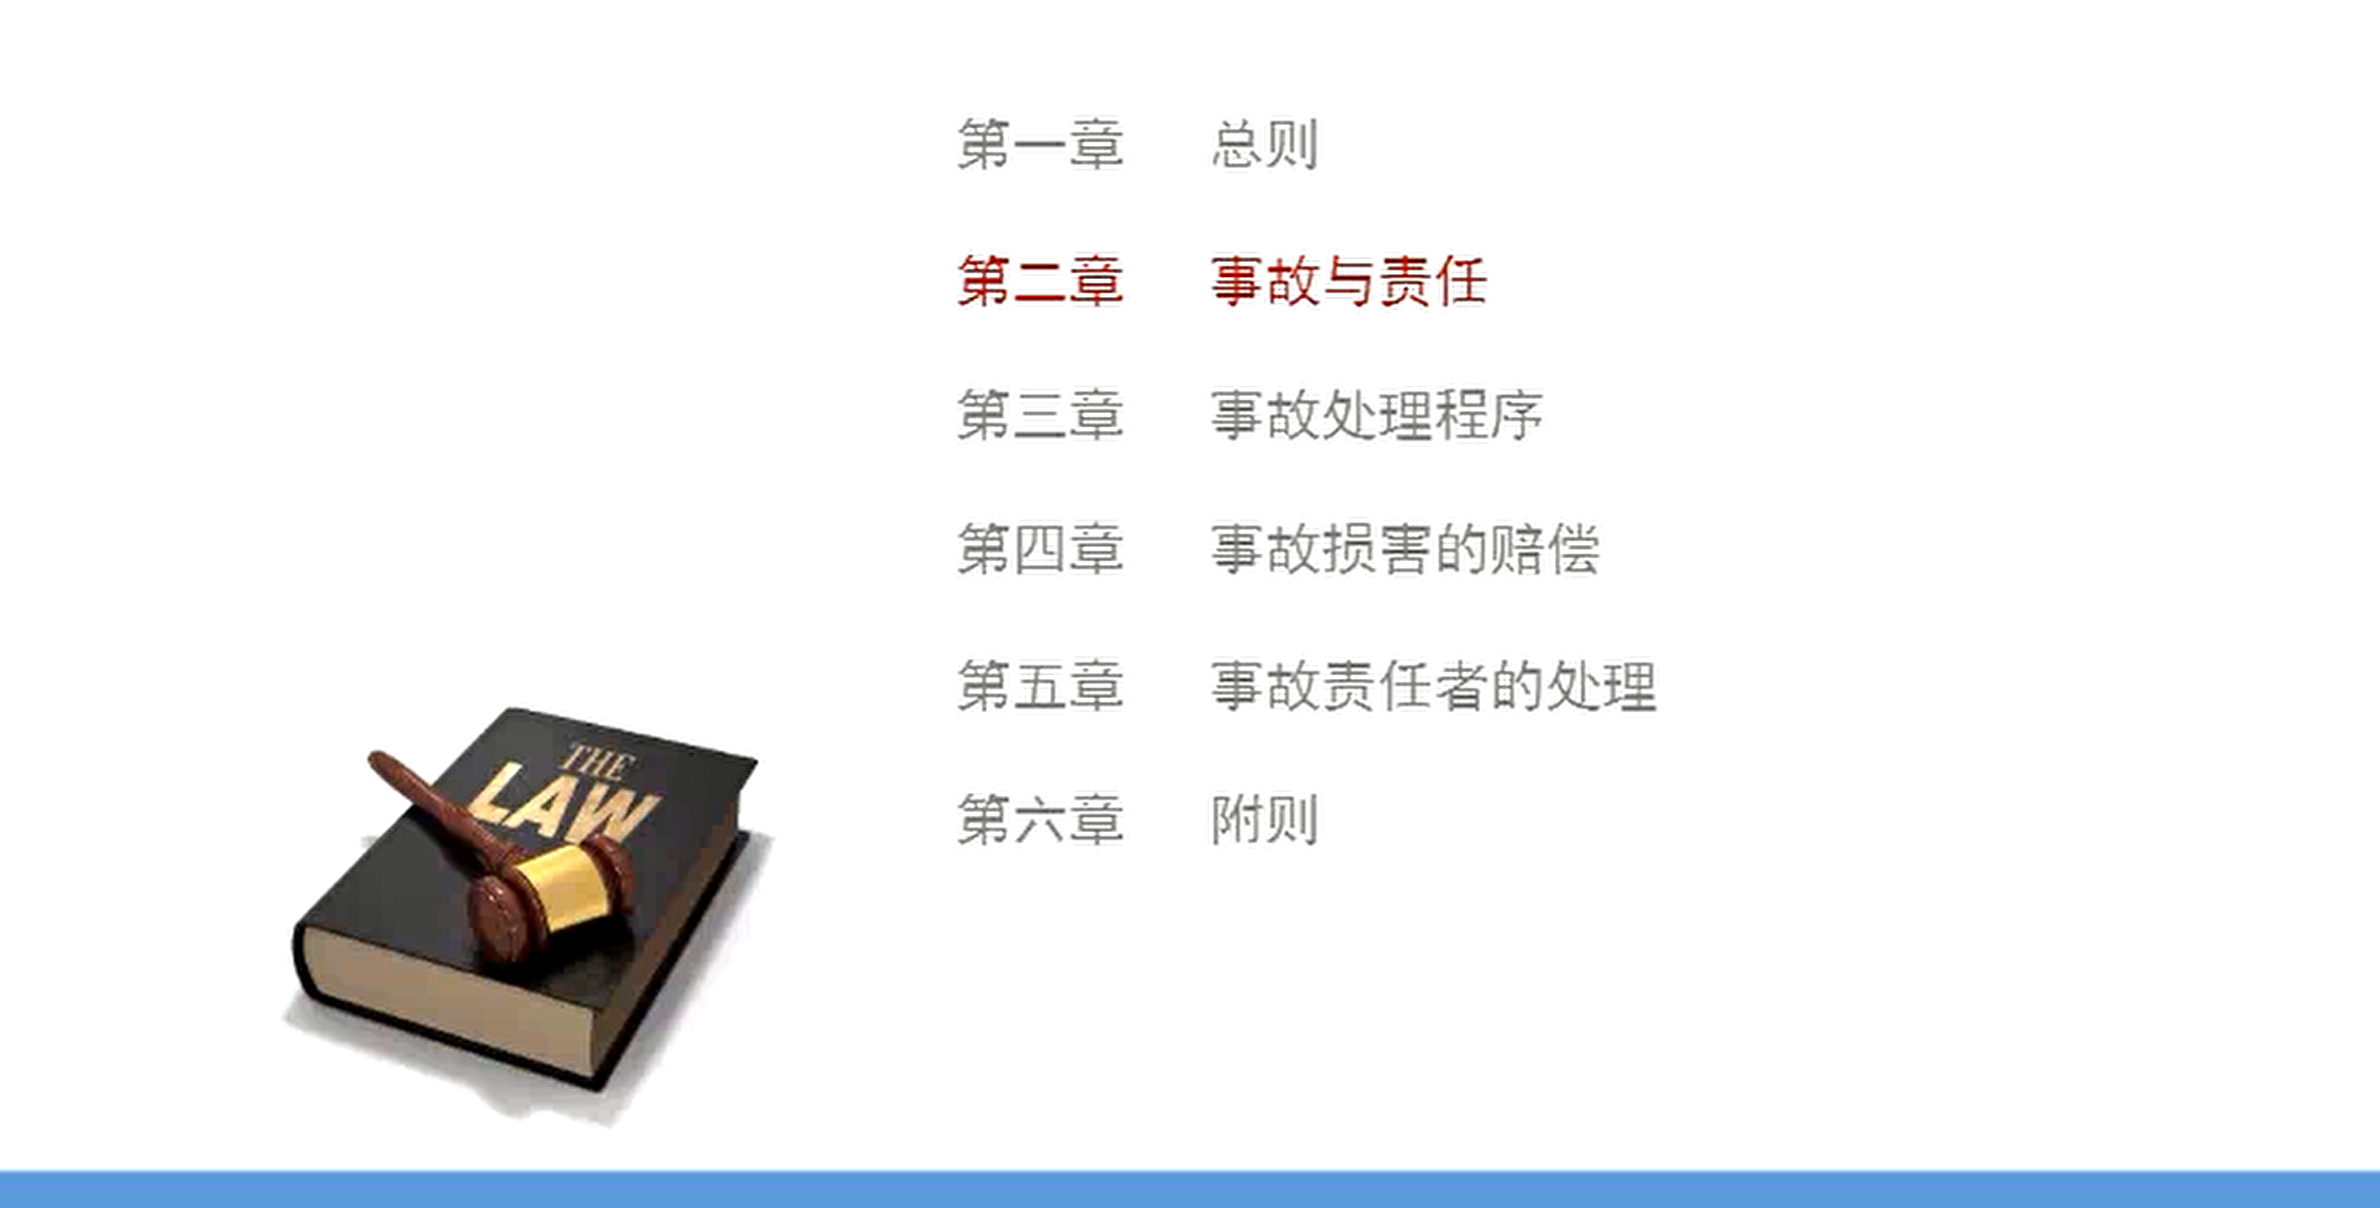 第一章 总则
第二章 事故与责任
第三章 事故处理程序
第四章 事故损害的赔偿
第五章 事故责任者的处理
第六章 附则
THE
LAW